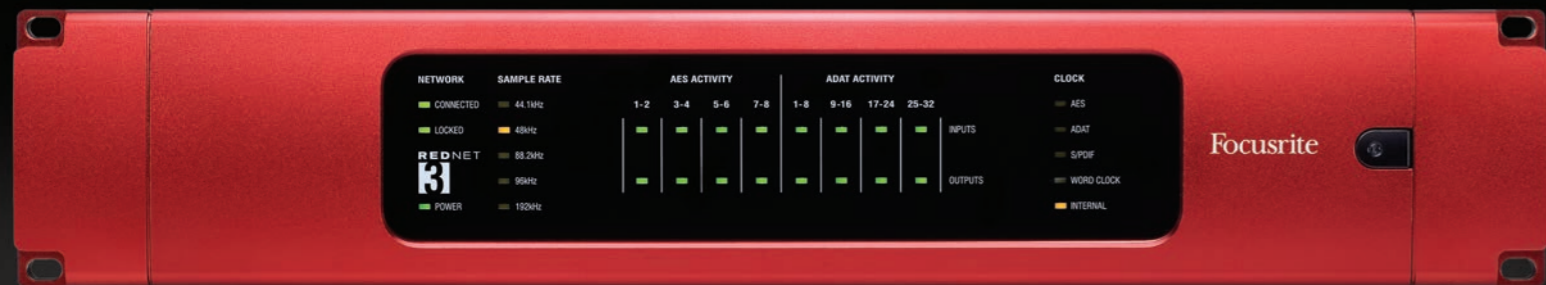 NETWORK
CONNECTED
LOCKED
REDNET
3
POWER
SAMPLE RATE
44.1kHz
48kHz
88.2kHz
96kHz
192kHz
AES ACTIVITY
1-2 3-4 5-6 7-8
ADAT ACTIVITY
1-8 9-16 17-24 25-32
INPUTS
OUTPUTS
CLOCK
AES
ADAT
S/PDIF
WORD CLOCK
INTERNAL
Focusrite